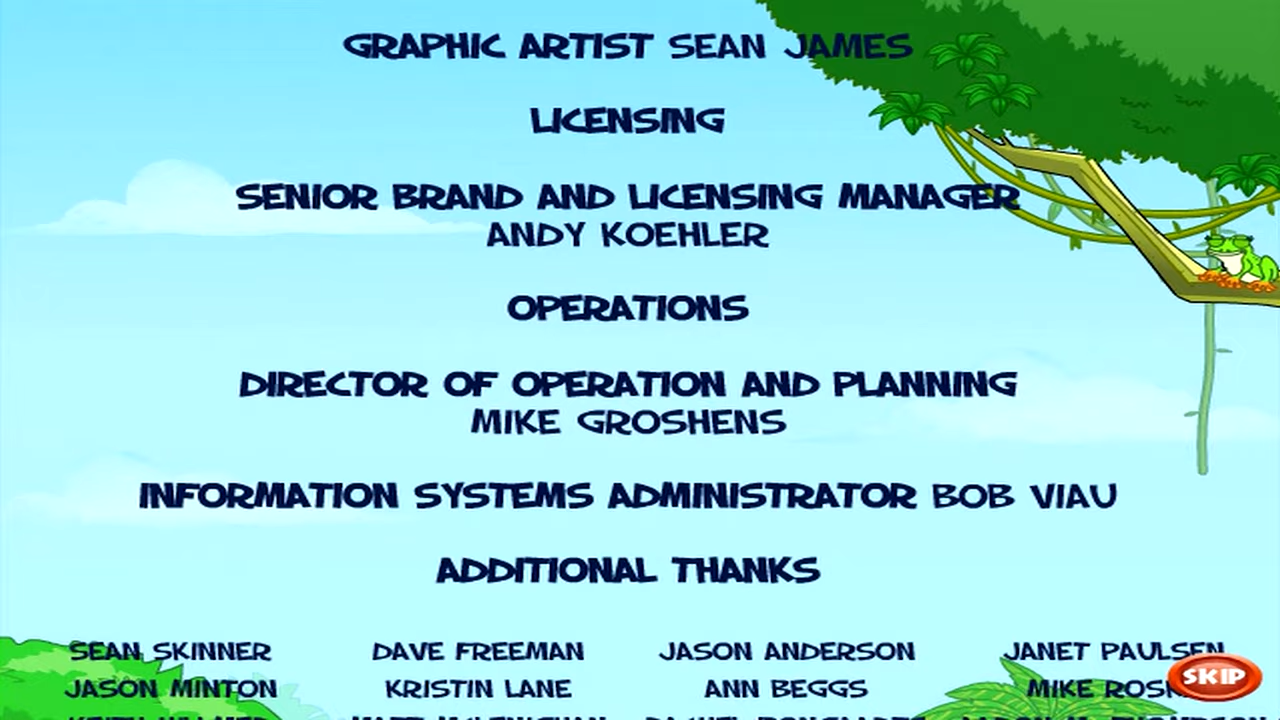 GRAPHIC ARTIST SEAN JAMES
LICENSING
SENIOR BRAND AND LICENSING MANAGER
ANDY KOEHLER
OPERATIONS
DIRECTOR OF OPERATION AND PLANNING
MIKE GROSHENS
INFORMATION SYSTEMS ADMINISTRATOR BOB VIAU
ADDITIONAL THANKS
SEAN SKINNER DAVE FREEMAN JASON ANDERSON JANET PAULSEN
JASON MINTON KRISTIN LANE ANN BEGGS MIKE
SKIP